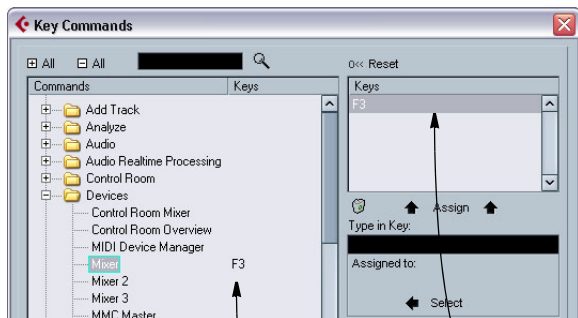 Key Commands
All All
0<< Reset
Commands Keys
Keys
Add Track
F3
Analyze
Audio
Audio Realtime Processing
Control Room
Devices
Assign
Control Room Mixer
Type in Key:
Control Room Overview
MIDI Device Manager
Mixer F3
Assigned to:
Mixer 2
Mixer 3
Select
MMC Master